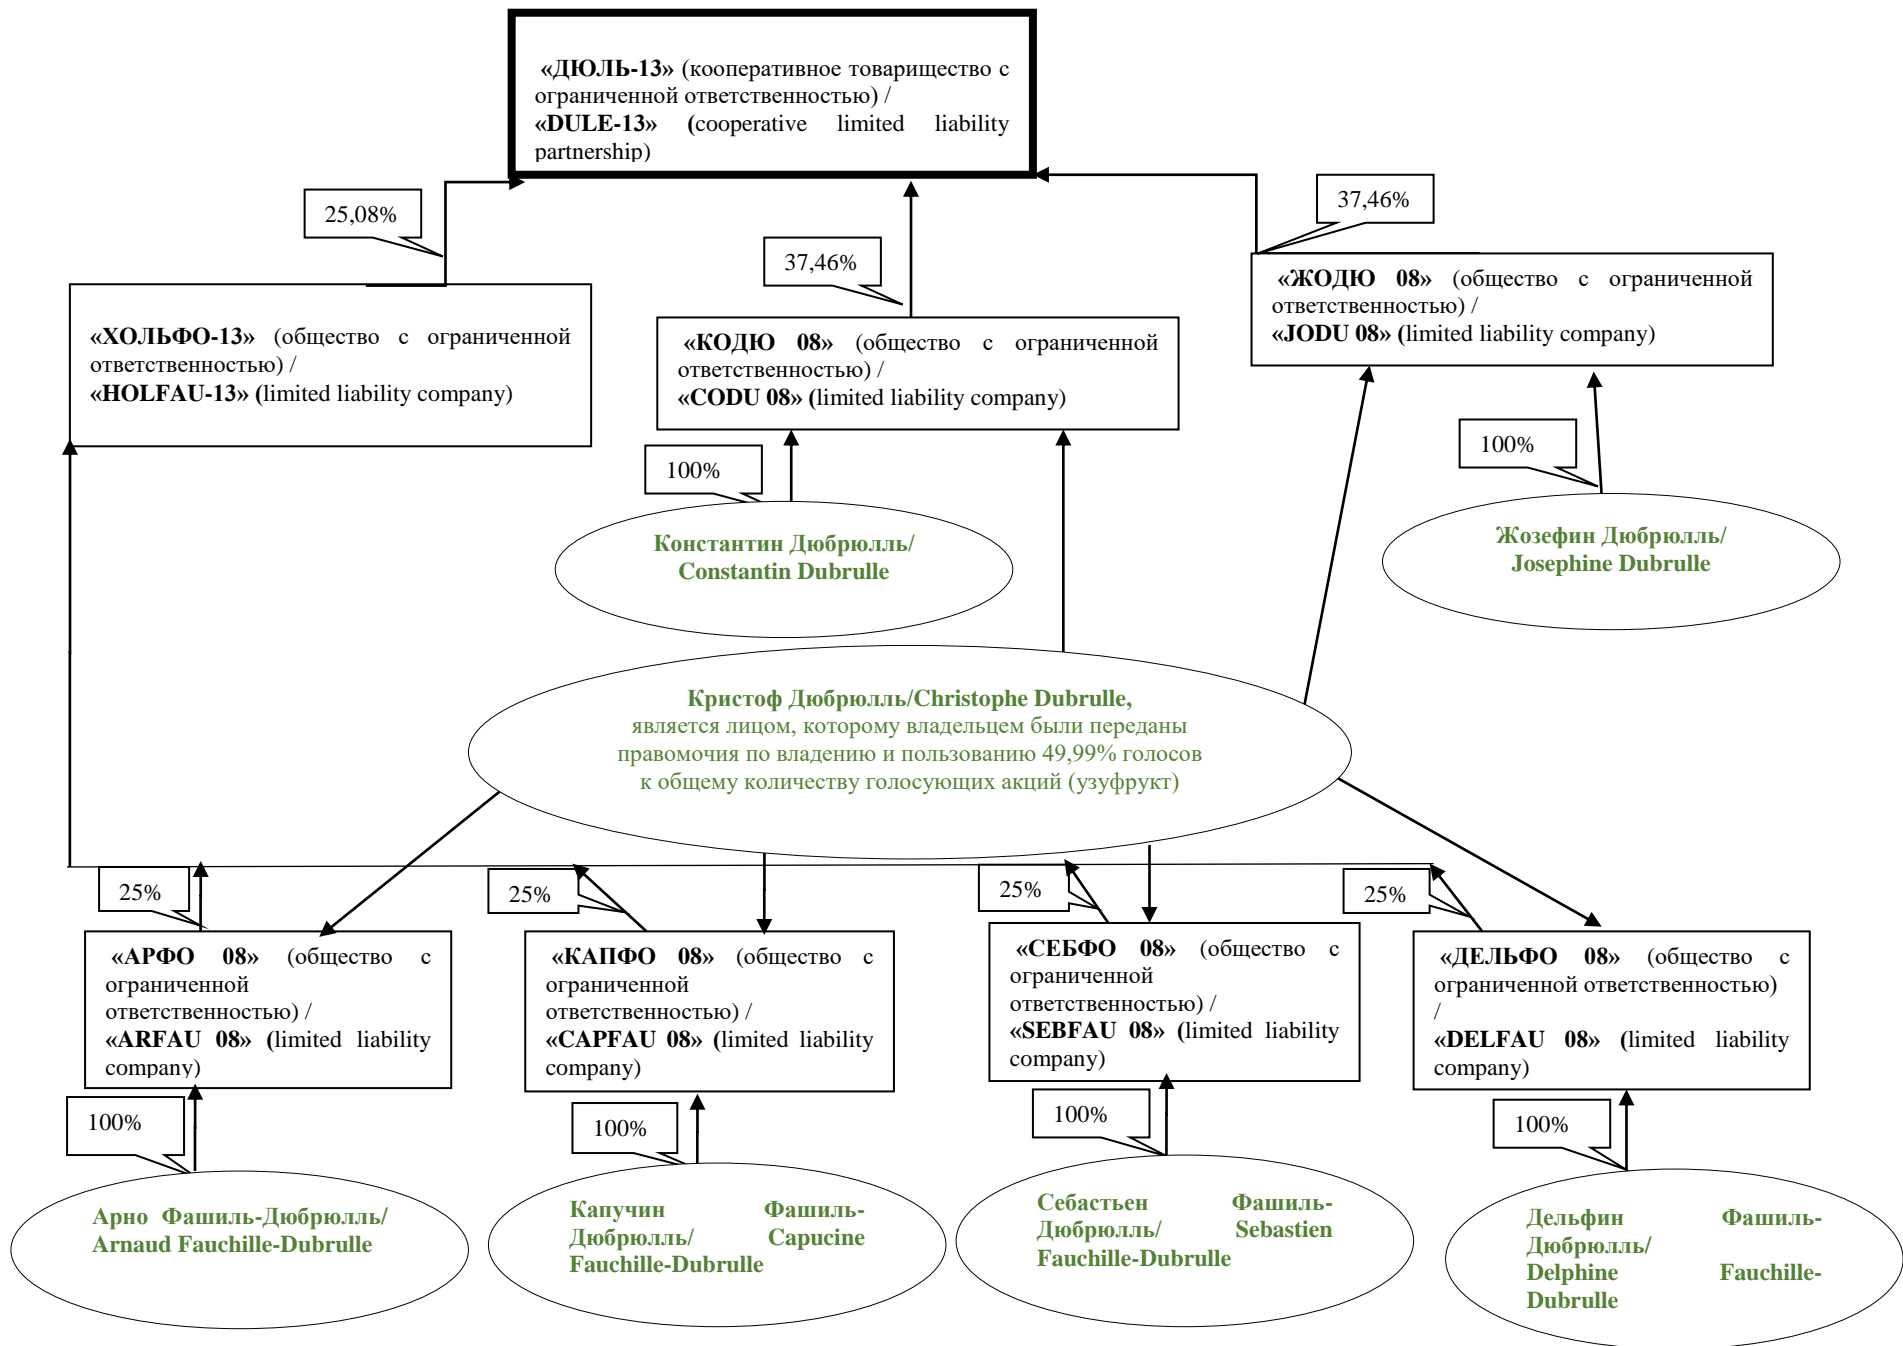 «ДЮЛЬ-13» (кооперативное товарищество с
ограниченной ответственностью) /
«DULE-13» (cooperative limited liability
partnership)
25,08%
37,46%
37,46%
«ХОЛЬФО-13» (общество с ограниченной
ответственностью) /
«HOLFAU-13» (limited liability company)
«КОДЮ 08» (общество с ограниченной
ответственностью) /
«CODU 08» (limited liability company)
«ЖОДЮ 08» (общество с ограниченной
ответственностью) /
«JODU 08» (limited liability company)
100%
100%
Константин Дюбрюлль/
Constantin Dubrulle
Жозефин Дюбрюлль/
Josephine Dubrulle
Кристоф Дюбрюлль/Christophe Dubrulle,
является лицом, которому владельцем были переданы
правомочия по владению и пользованию 49,99% голосов
к общему количеству голосующих акций (узуфрукт)
25%
25%
25%
25%
«АРФО 08» (общество с
ограниченной
ответственностью) /
«ARFAU 08» (limited liability
company)
«КАПФО 08» (общество с
ограниченной
ответственностью) /
«CAPFAU 08» (limited liability
company)
«СЕБФО 08» (общество с
ограниченной
ответственностью) /
«SEBFAU 08» (limited liability
company)
«ДЕЛЬФО 08» (общество с
ограниченной ответственностью)
/
«DELFAU 08» (limited liability
company)
100%
100%
100%
100%
Арно Фашиль-Дюбрюлль/
Arnaud Fauchille-Dubrulle
Капучин Фашиль-
Дюбрюлль/ Capucine
Fauchille-Dubrulle
Себастьен Фашиль-
Дюбрюлль/ Sebastien
Fauchille-Dubrulle
Дельфин Фашиль-
Дюбрюлль/
Delphine Fauchille-
Dubrulle